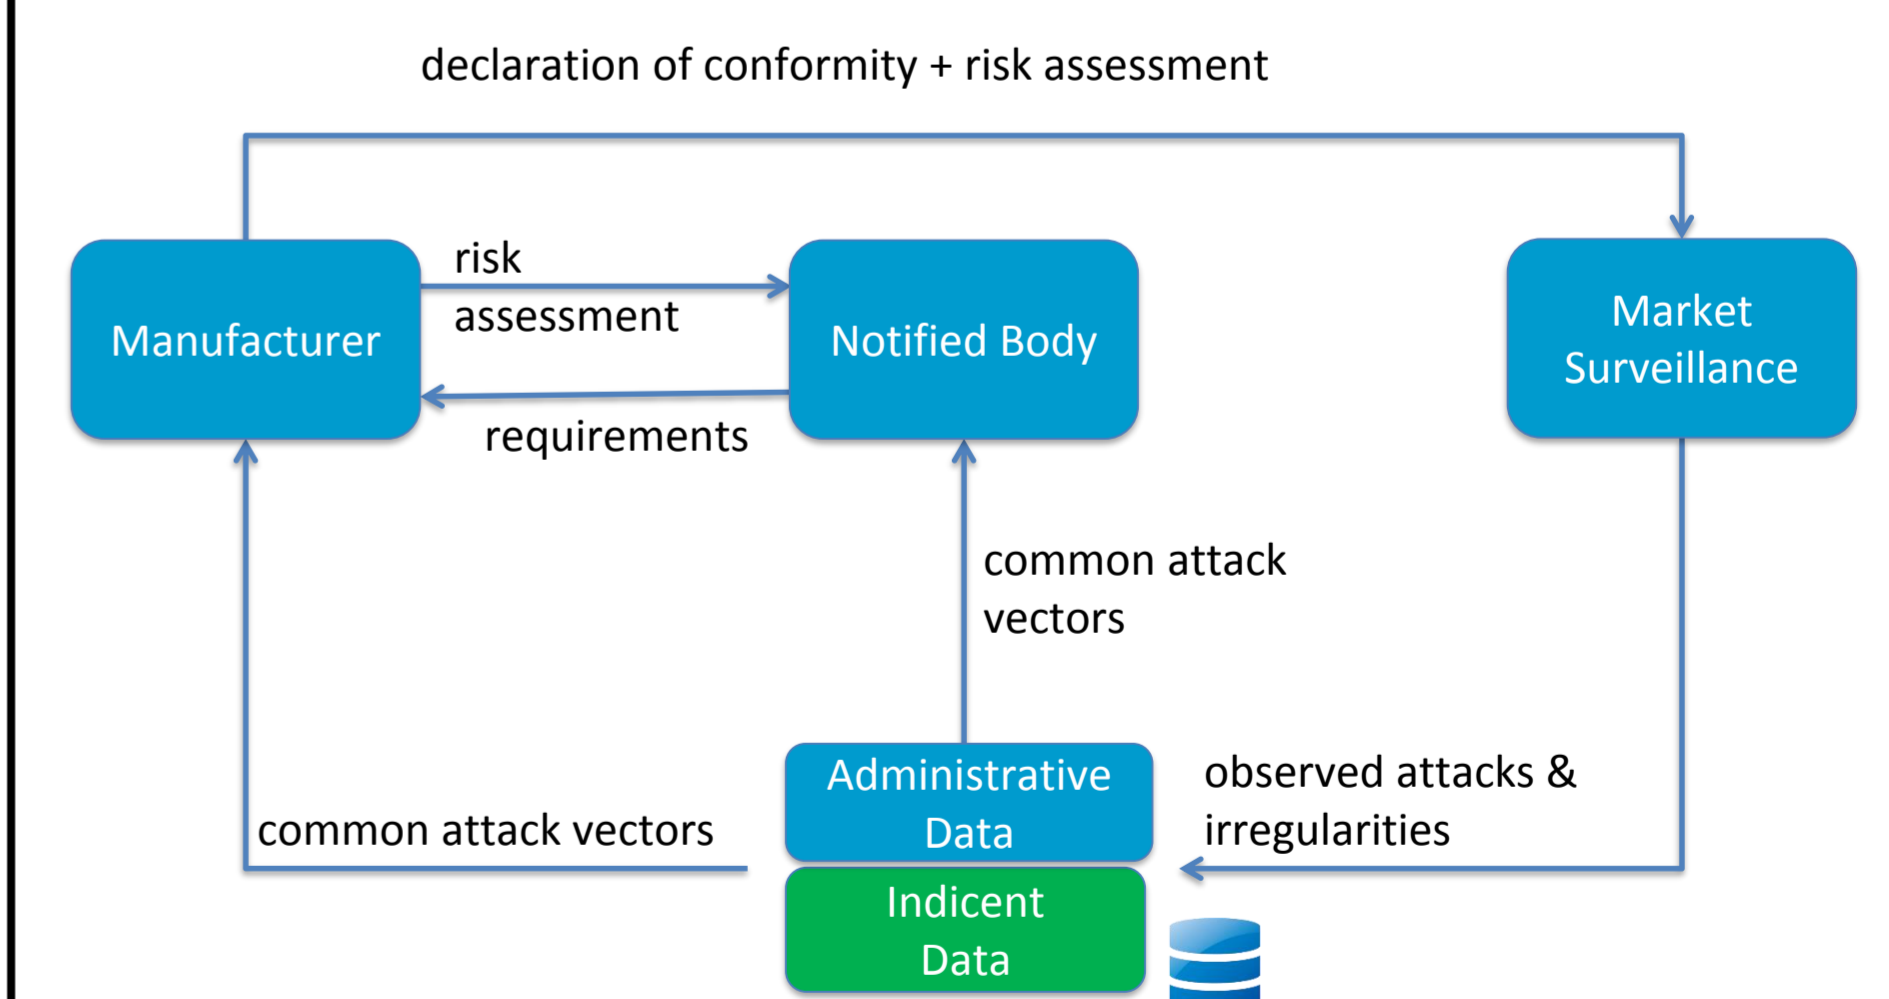 declaration of conformity + risk assessment
risk
assessment
Manufacturer
Notified Body
Market
Surveillance
requirements
common attack
vectors
Administrative
Data
observed attacks &
irregularities
common attack vectors
Indicent
Data